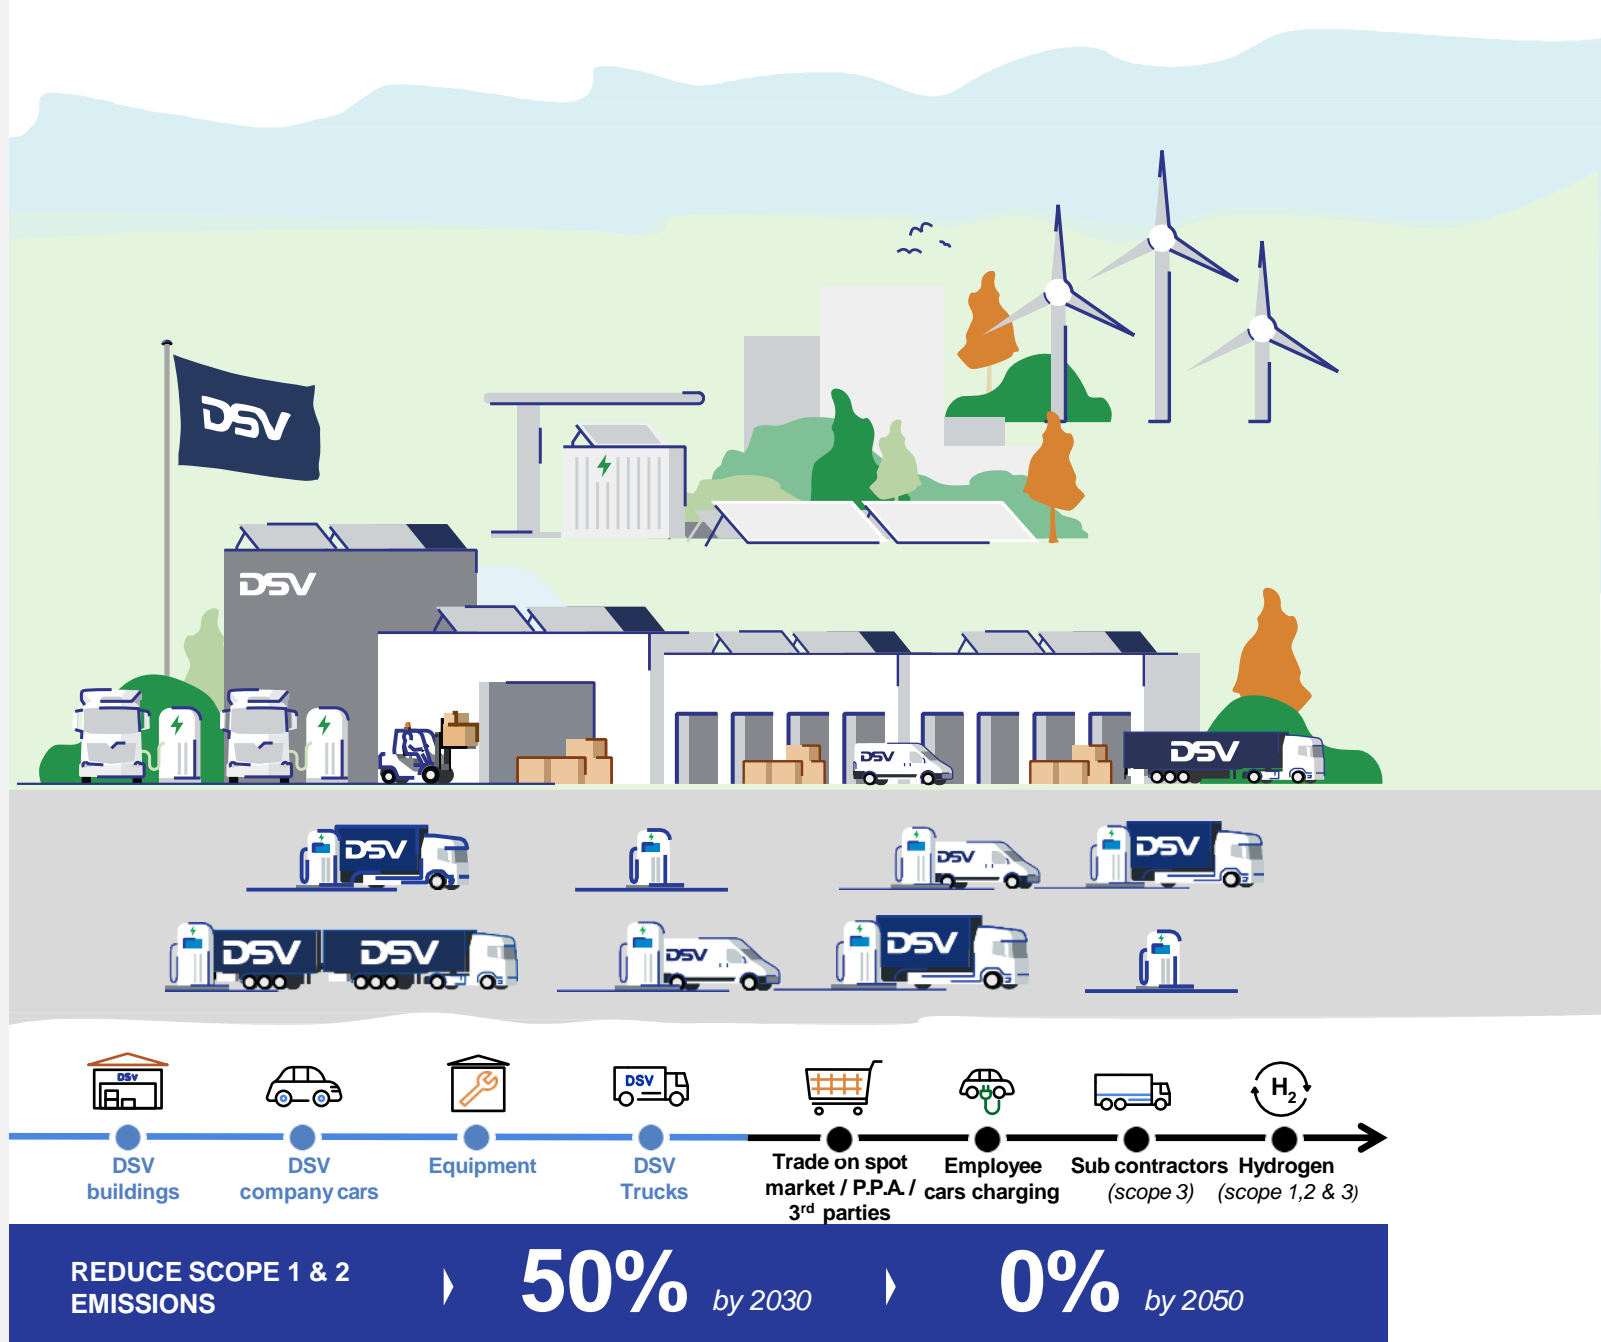 DSV
DSV
DSV
DSV
DSV
DSV
DSV
DSV
DSV
DSV
DSV
DSV
DSV
DSV
H2
DSV
buildings
DSV
company cars
Equipment
DSV
Trucks
Trade on spot
market / P.P.A. /
3rd parties
Employee
cars charging
Sub contractors
(scope 3)
Hydrogen
(scope 1,2 & 3)
REDUCE SCOPE 1 & 2
EMISSIONS
50% by 2030
0% by 2050